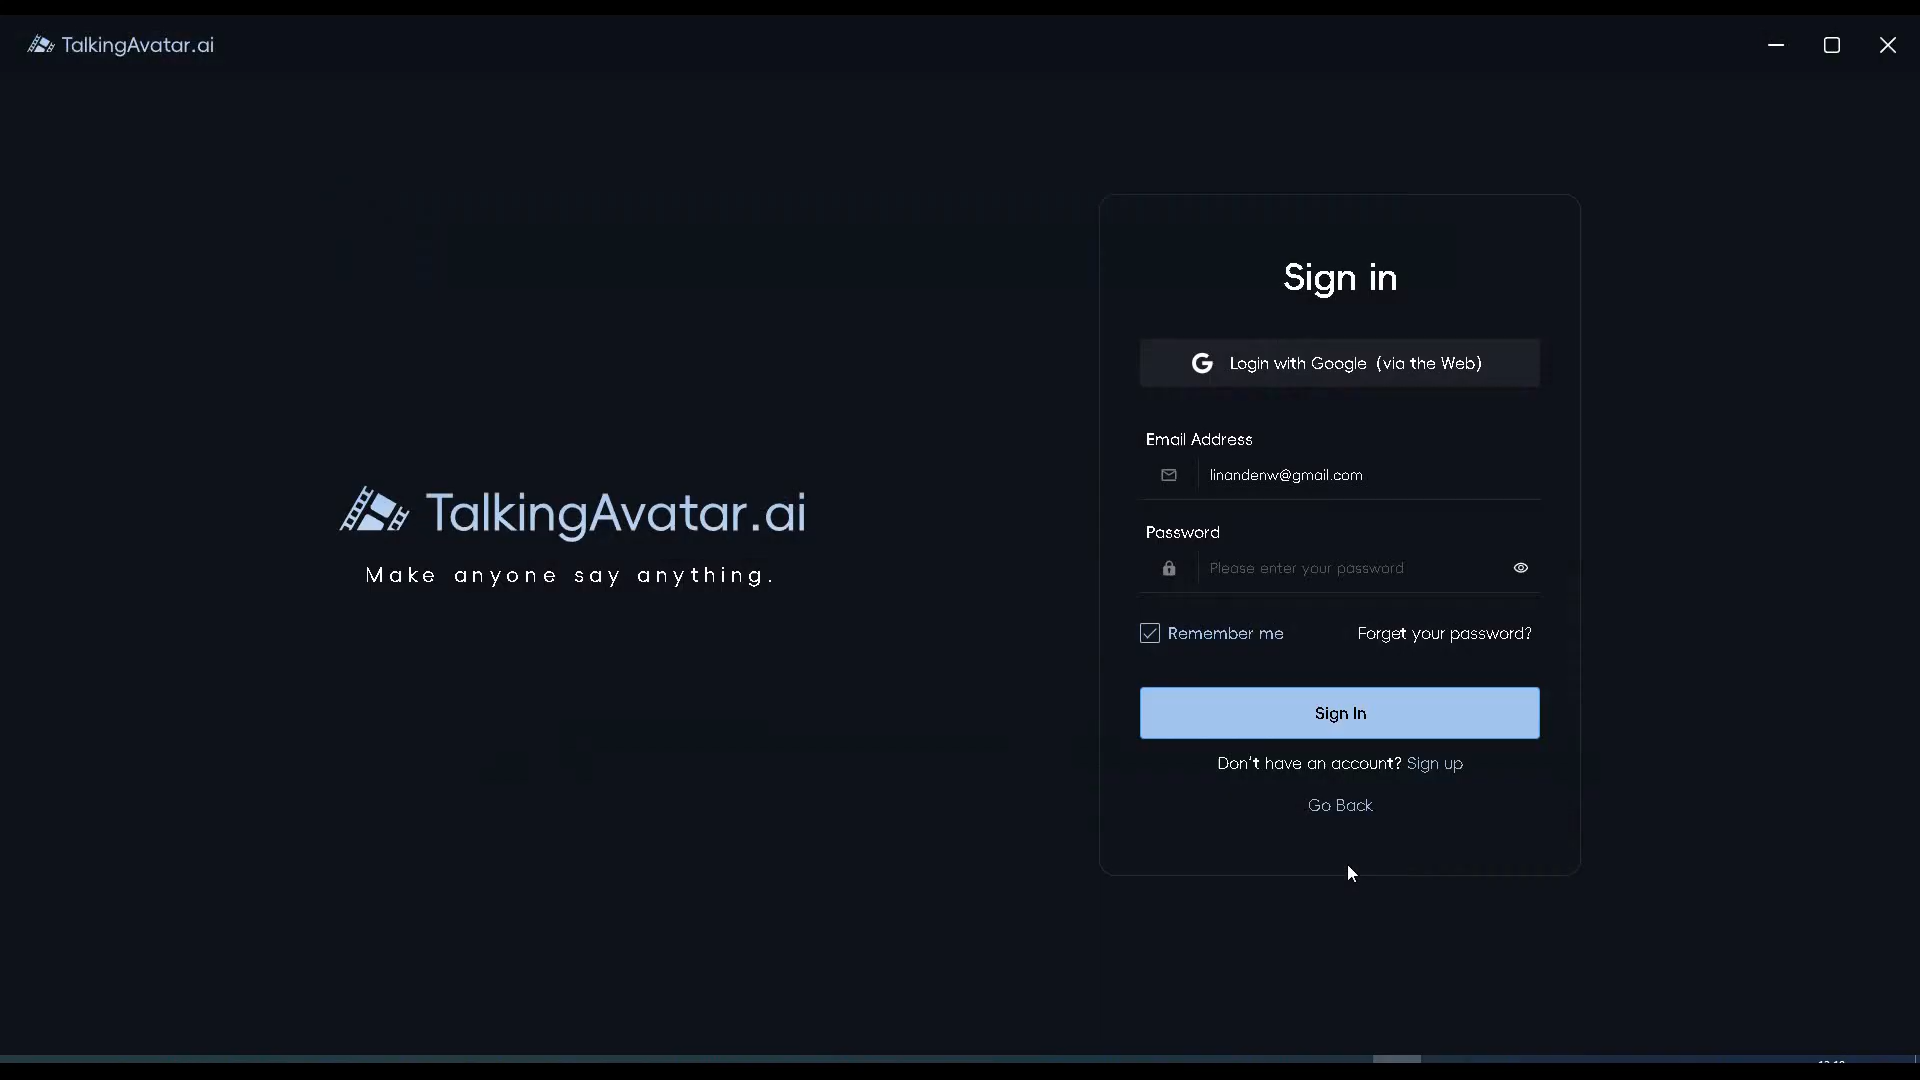 TalkingAvatar.ai
Sign in
Login with Google (via the Web)
Email Address
linandenw@gmail.com
TalkingAvatar.ai
Make anyone say anything.
Password
Please enter your password
Remember me
Forget your password?
Sign In
Don't have an account? Sign up
Go Back